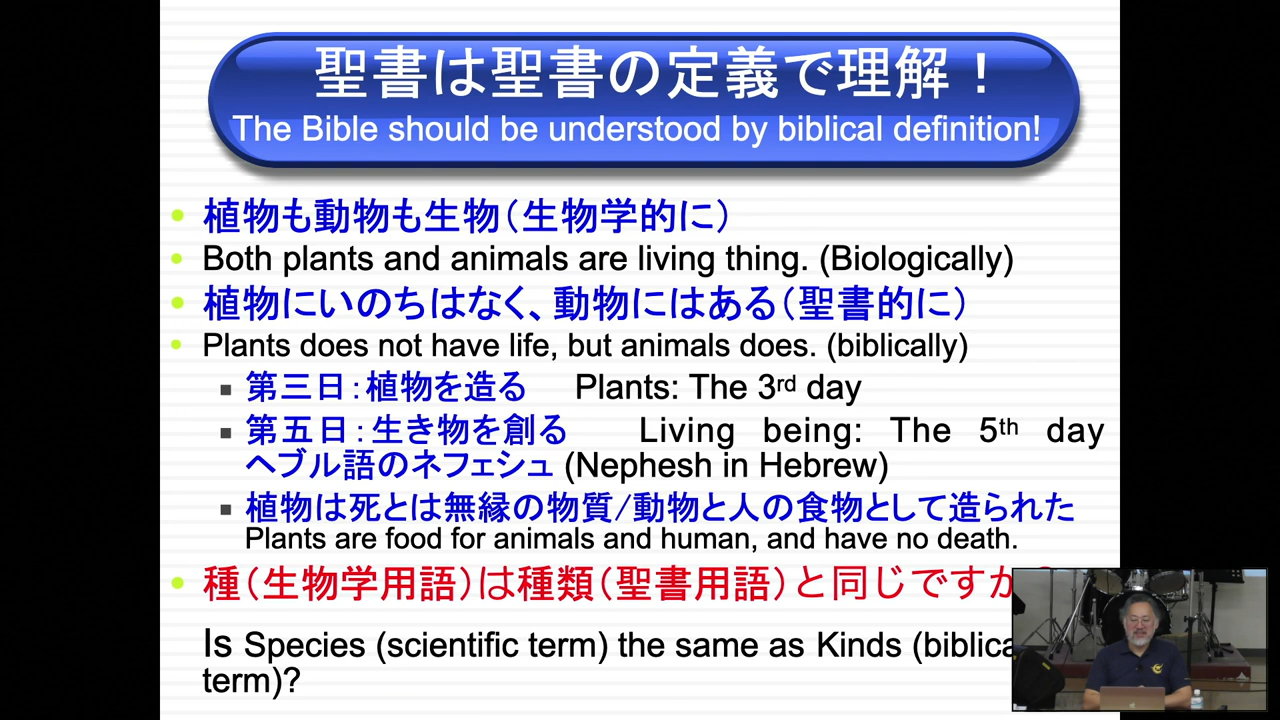 聖書は聖書の定義で理解！
The Bible should be understood by biblical definition!
• 植物も動物も生物（生物学的に）
• Both plants and animals are living thing. (Biologically)
• 植物にいのちはなく、動物にはある（聖書的に）
• Plants does not have life, but animals does. (biblically)
▪ 第三日：植物を造る Plants: The 3rd day
▪ 第五日：生き物を創る Living being: The 5th day
ヘブル語のネフェシュ (Nephesh in Hebrew)
▪ 植物は死とは無縁の物質/動物と人の食物として造られた
Plants are food for animals and human, and have no death.
• 種（生物学用語）は種類（聖書用語）と同じです
Is Species (scientific term) the same as Kinds
term)?